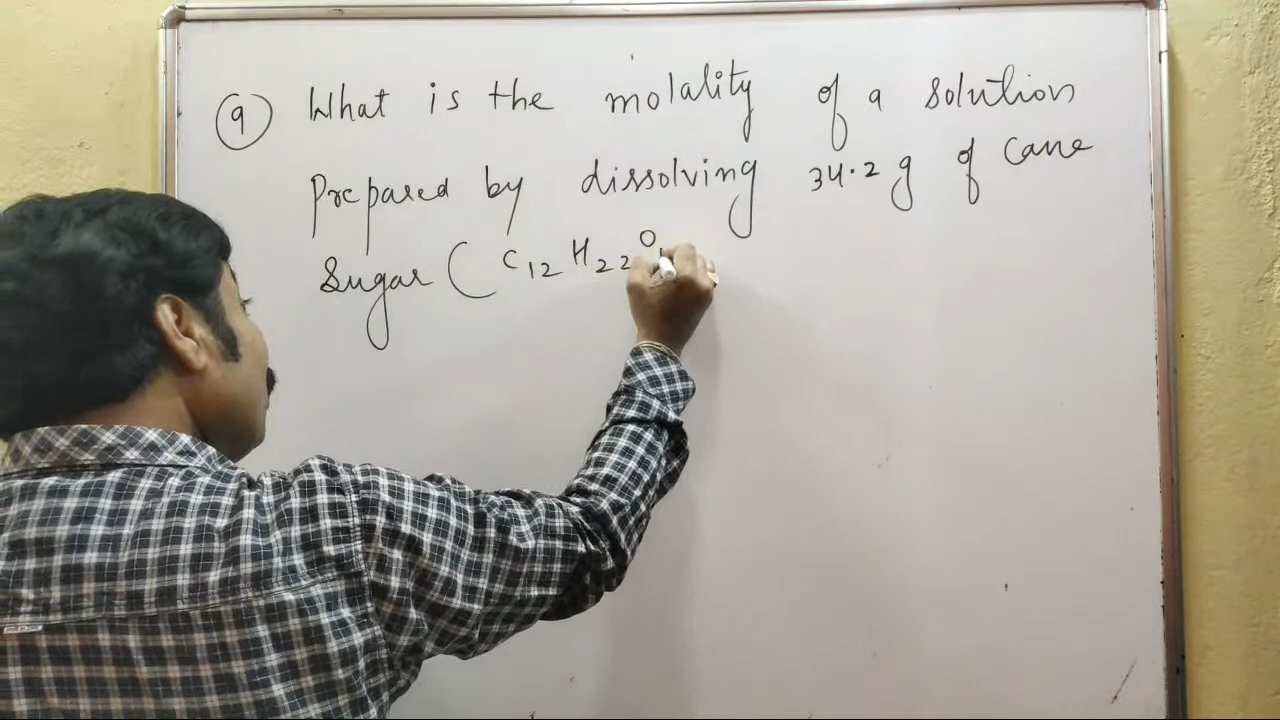 9 What is the molality of a solution
Prepared by dissolving 34.2 g of cane
Sugar ( C12 H22 O